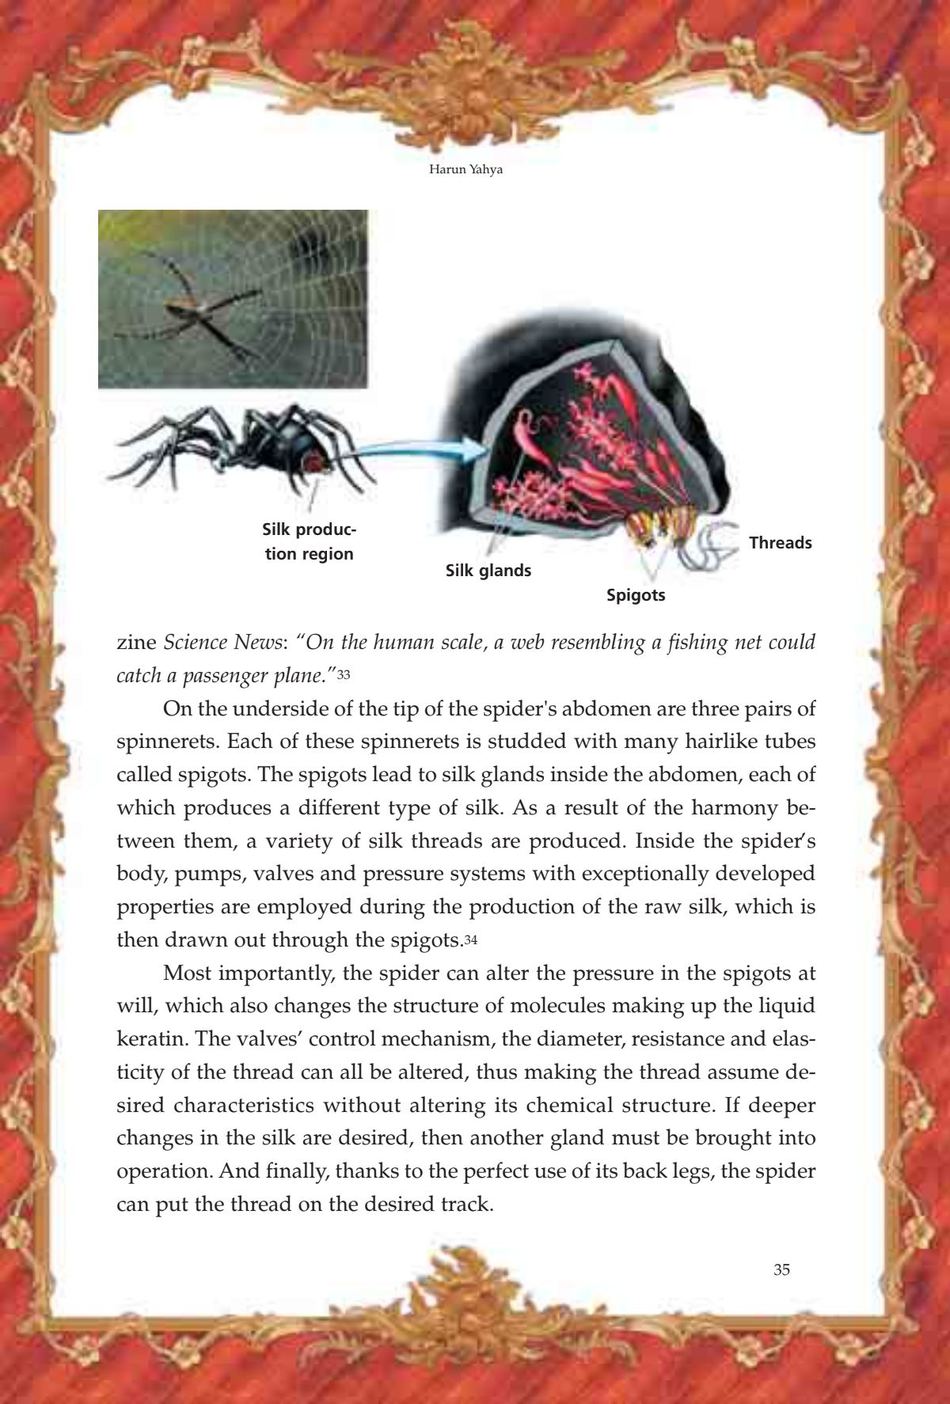 Harun Yahya
Silk produc-
tion region
Silk glands
Spigots
Threads
zine Science News: “On the human scale, a web resembling a fishing net could
catch a passenger plane.”33
On the underside of the tip of the spider's abdomen are three pairs of
spinnerets. Each of these spinnerets is studded with many hairlike tubes
called spigots. The spigots lead to silk glands inside the abdomen, each of
which produces a different type of silk. As a result of the harmony be-
tween them, a variety of silk threads are produced. Inside the spider’s
body, pumps, valves and pressure systems with exceptionally developed
properties are employed during the production of the raw silk, which is
then drawn out through the spigots.34
Most importantly, the spider can alter the pressure in the spigots at
will, which also changes the structure of molecules making up the liquid
keratin. The valves’ control mechanism, the diameter, resistance and elas-
ticity of the thread can all be altered, thus making the thread assume de-
sired characteristics without altering its chemical structure. If deeper
changes in the silk are desired, then another gland must be brought into
operation. And finally, thanks to the perfect use of its back legs, the spider
can put the thread on the desired track.
35